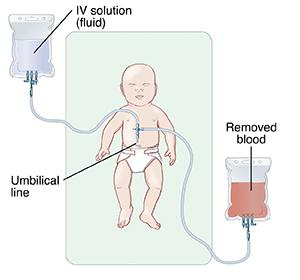 IV solution
(fluid)
Removed
blood
Umbilical
line